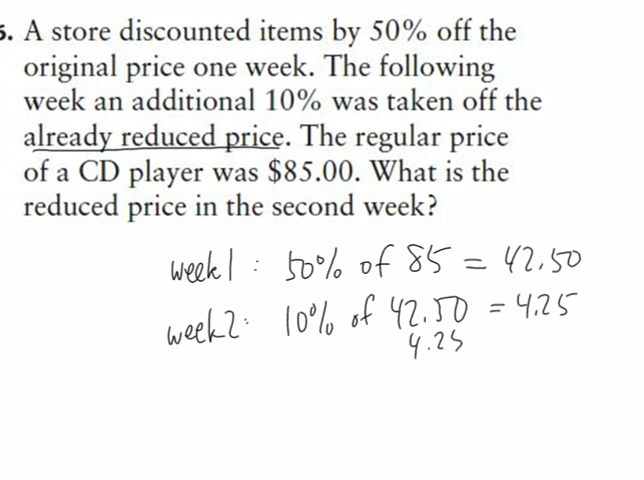 5. A store discounted items by 50% off the
original price one week. The following
week an additional 10% was taken off the
already reduced price. The regular price
of a CD player was $85.00. What is the
reduced price in the second week?
week 1 : 50% of 85 = 42.50
week 2: 10% of 42.50 = 4.25
4.25